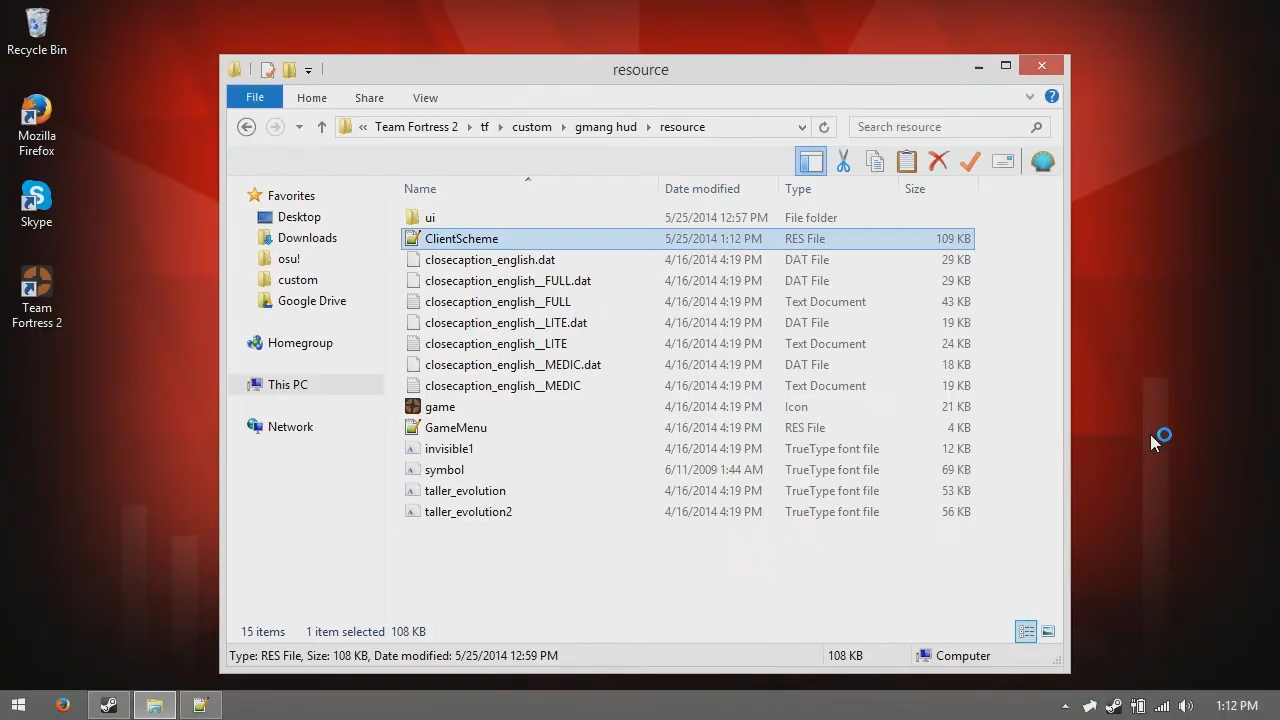 Recycle Bin
Mozilla
Firefox
Skype
Team
Fortress 2
resource
File Home Share View
« Team Fortress 2 tf custom gmang hud resource
Search resource
Favorites
Desktop
Downloads
osu!
custom
Google Drive
Homegroup
This PC
Network
Name Date modified Type Size
ui 5/25/2014 12:57 PM File folder
ClientScheme 5/25/2014 1:12 PM RES File 109 KB
closecaption_english.dat 4/16/2014 4:19 PM DAT File 29 KB
closecaption_english__FULL.dat 4/16/2014 4:19 PM DAT File 29 KB
closecaption_english__FULL 4/16/2014 4:19 PM Text Document 43 KB
closecaption_english__LITE.dat 4/16/2014 4:19 PM DAT File 19 KB
closecaption_english__LITE 4/16/2014 4:19 PM Text Document 24 KB
closecaption_english__MEDIC.dat 4/16/2014 4:19 PM DAT File 18 KB
closecaption_english__MEDIC 4/16/2014 4:19 PM Text Document 19 KB
game 4/16/2014 4:19 PM Icon 21 KB
GameMenu 4/16/2014 4:19 PM RES File 4 KB
invisible1 4/16/2014 4:19 PM TrueType font file 12 KB
symbol 6/11/2009 1:44 AM TrueType font file 69 KB
taller_evolution 4/16/2014 4:19 PM TrueType font file 53 KB
taller_evolution2 4/16/2014 4:19 PM TrueType font file 56 KB
15 items 1 item selected 108 KB
Type: RES File, Size: 108 KB, Date modified: 5/25/2014 12:59 PM 108 KB Computer
1:12 PM